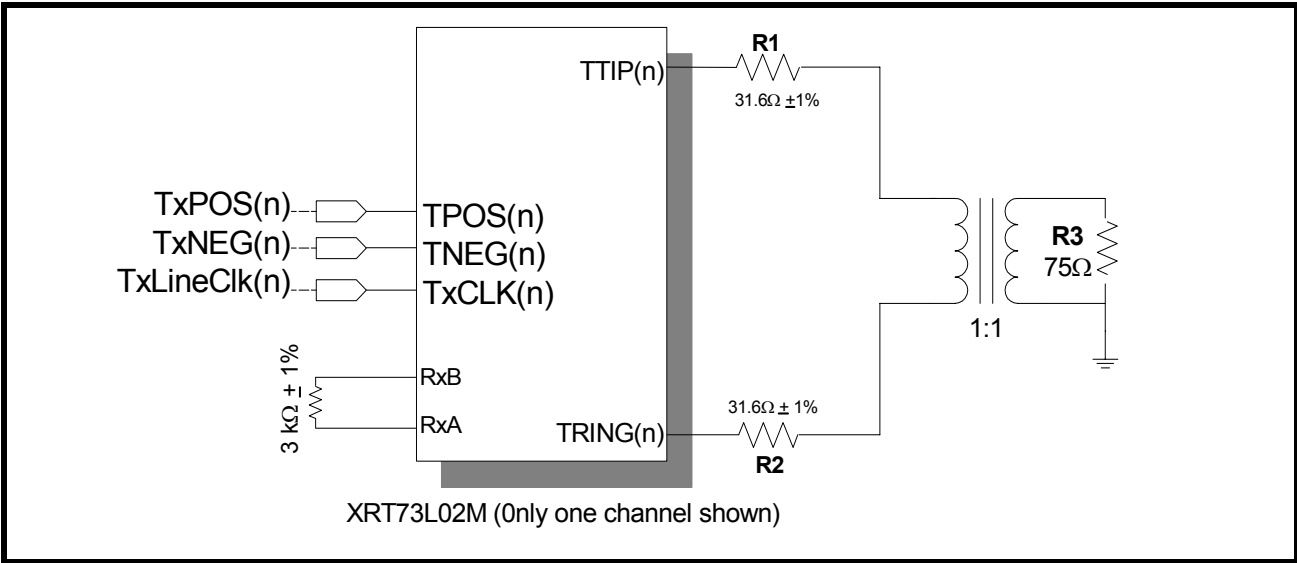 R1
TTIP(n)
31.6Ω ±1%
TxPOS(n)
TPOS(n)
TxNEG(n)
TNEG(n)
TxLineClk(n)
TxCLK(n)
R3
75Ω
1:1
3 kΩ ± 1%
RxB
RxA
31.6Ω ± 1%
TRING(n)
R2
XRT73L02M (0nly one channel shown)